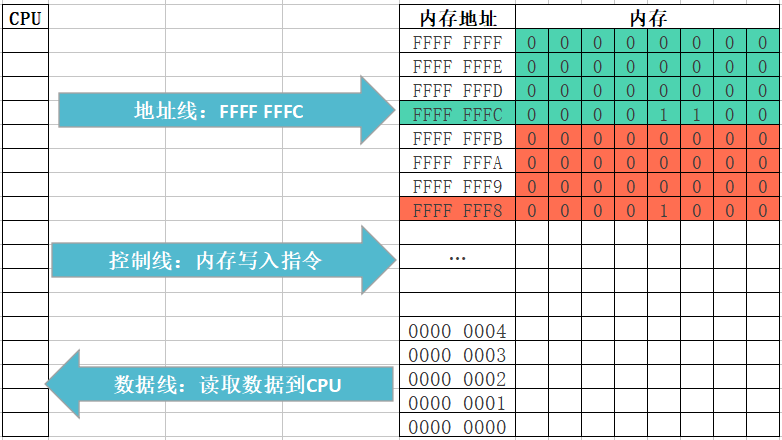 CPU 内存地址 内存
FFFF FFFF 0 0 0 0 0 0 0 0
FFFF FFFE 0 0 0 0 0 0 0 0
FFFF FFFD 0 0 0 0 0 0 0 0
地址线：FFFF FFFC
FFFF FFFC 0 0 0 0 1 1 0 0
FFFF FFFB 0 0 0 0 0 0 0 0
FFFF FFFA 0 0 0 0 0 0 0 0
FFFF FFF9 0 0 0 0 0 0 0 0
FFFF FFF8 0 0 0 0 1 0 0 0
控制线：内存写入指令
...
0000 0004
0000 0003
数据线：读取数据到CPU
0000 0002
0000 0001
0000 0000